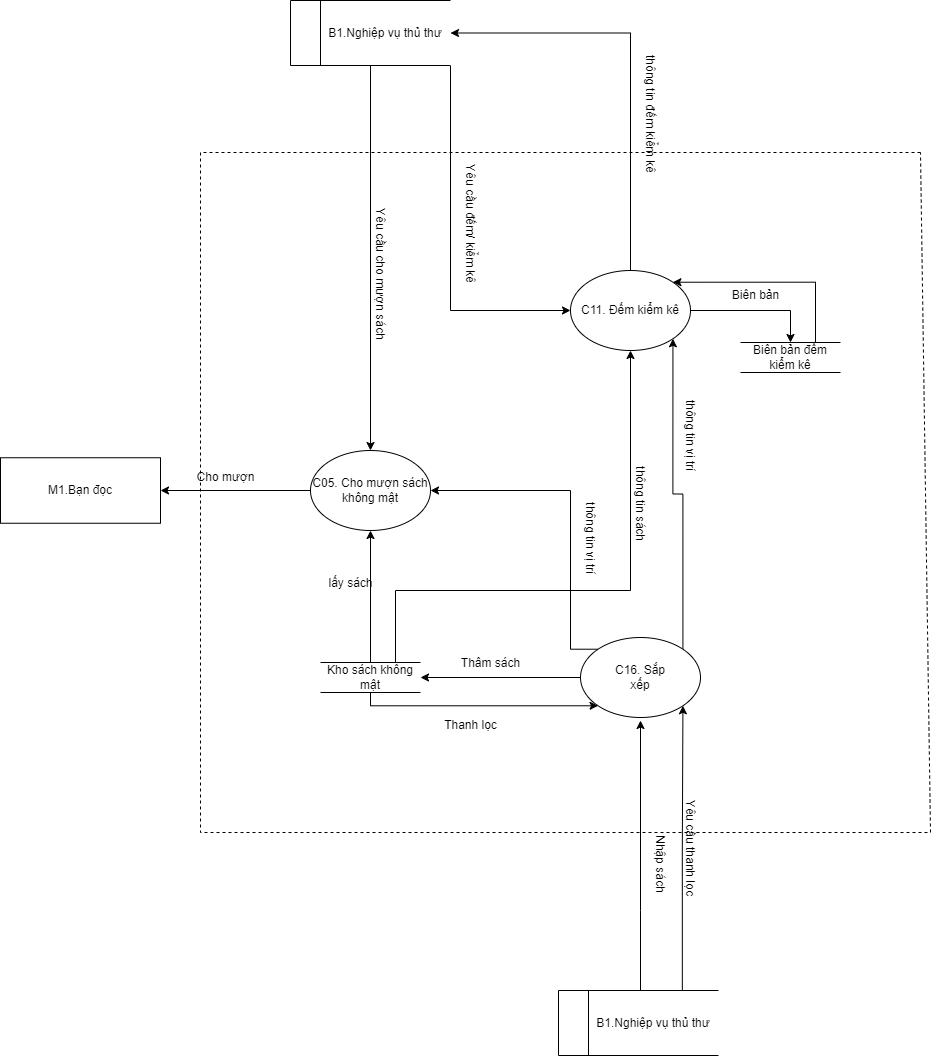 B1.Nghiệp vụ thủ thư
thông tin đếm kiểm kê
Yêu cầu đếm/ kiểm kê
Yêu cầu cho mượn sách
C11. Đếm kiểm kê
Biên bản
Biên bản đếm
kiểm kê
thông tin vị trí
Cho mượn
M1.Bạn đọc
C05. Cho mượn sách
không mật
thông tin sách
thông tin vị trí
lấy sách
Kho sách không
mật
Thâm sách
C16. Sắp
xếp
Thanh lọc
Yêu cầu thanh lọc
Nhập sách
B1.Nghiệp vụ thủ thư